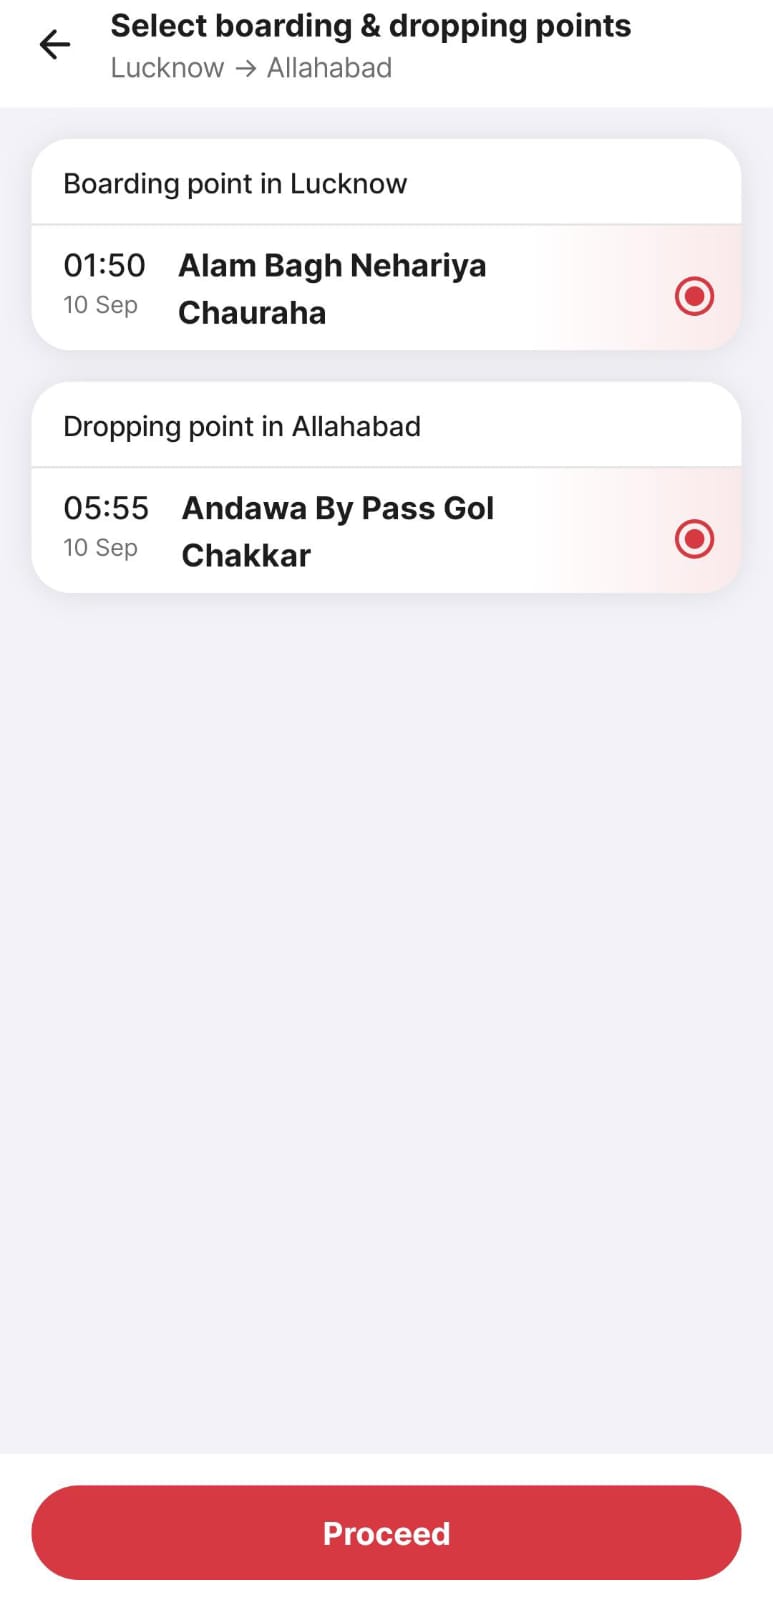 Select boarding & dropping points
Lucknow → Allahabad
Boarding point in Lucknow
01:50 Alam Bagh Nehariya
10 Sep Chauraha
Dropping point in Allahabad
05:55 Andawa By Pass Gol
10 Sep Chakkar
Proceed